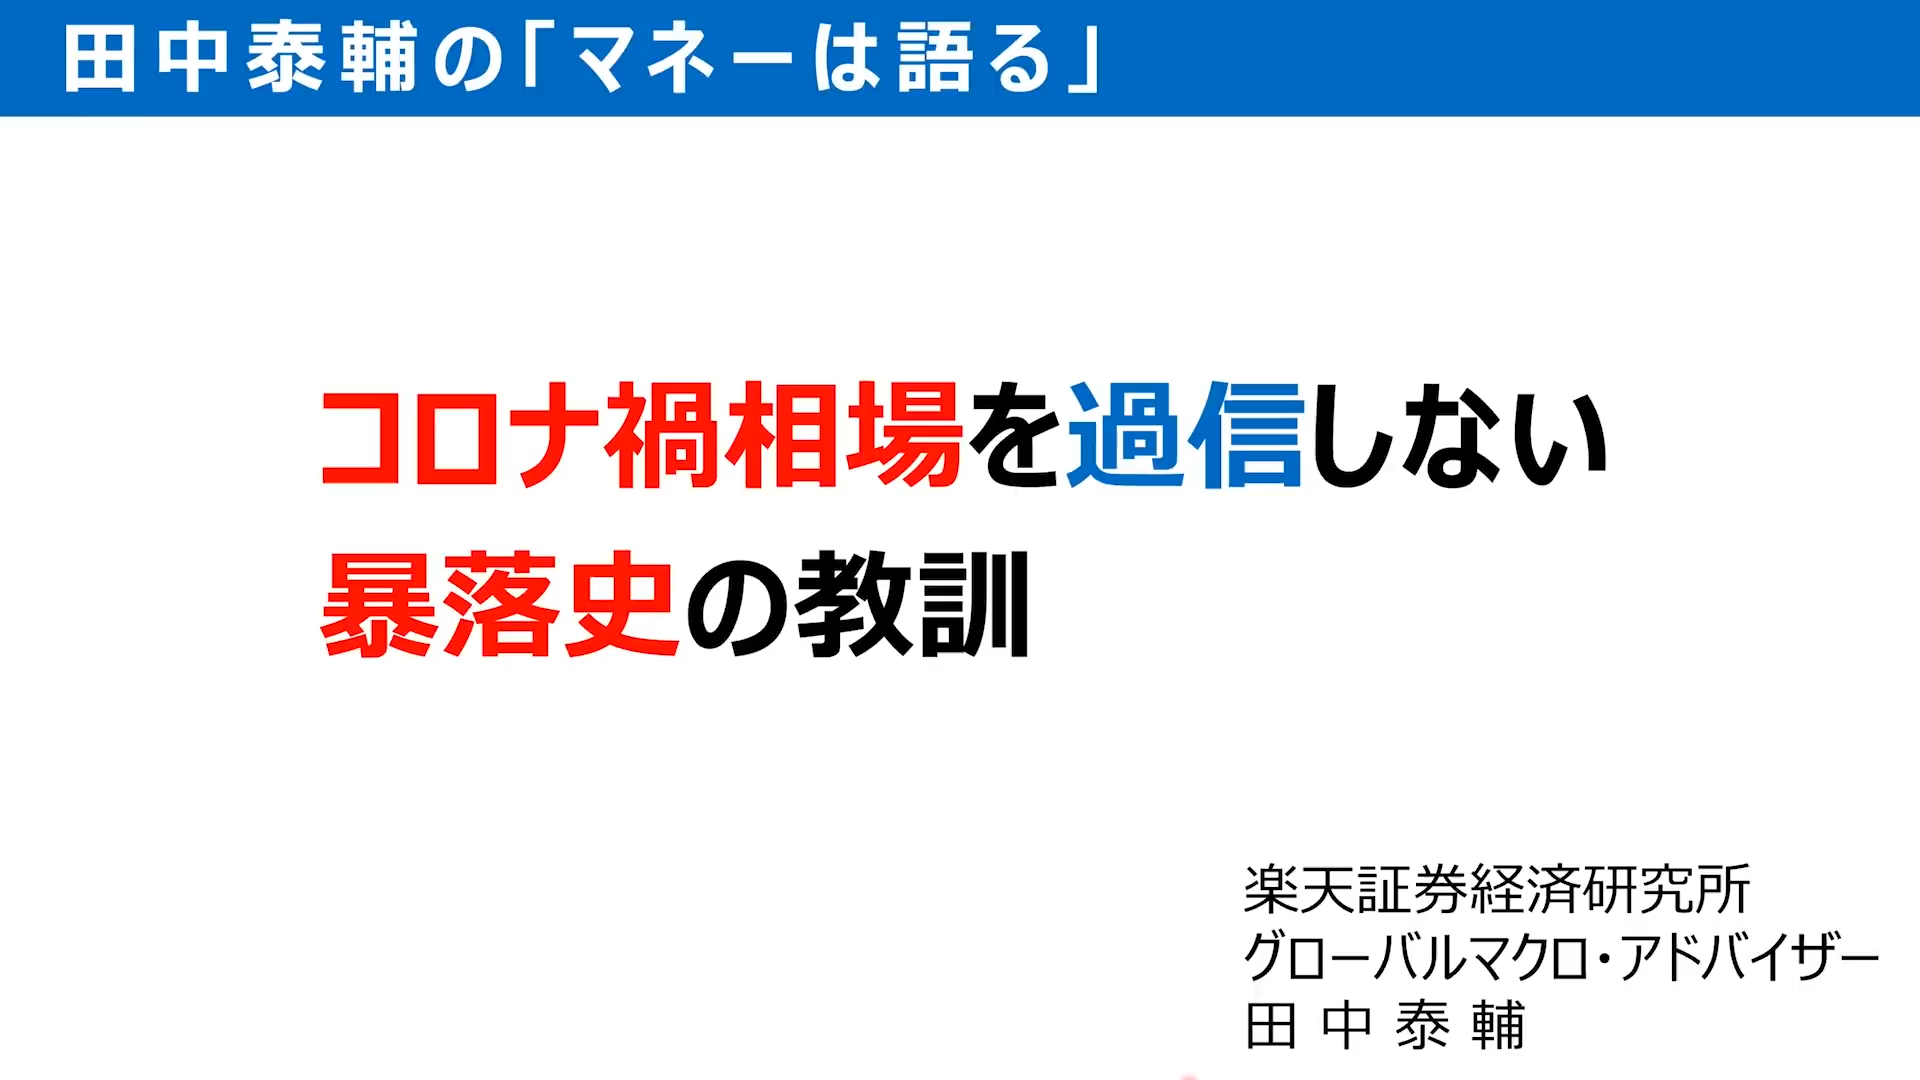 田中泰輔の「マネーは語る」
コロナ禍相場を過信しない
暴落史の教訓
楽天証券経済研究所
グローバルマクロ・アドバイザー
田中泰輔